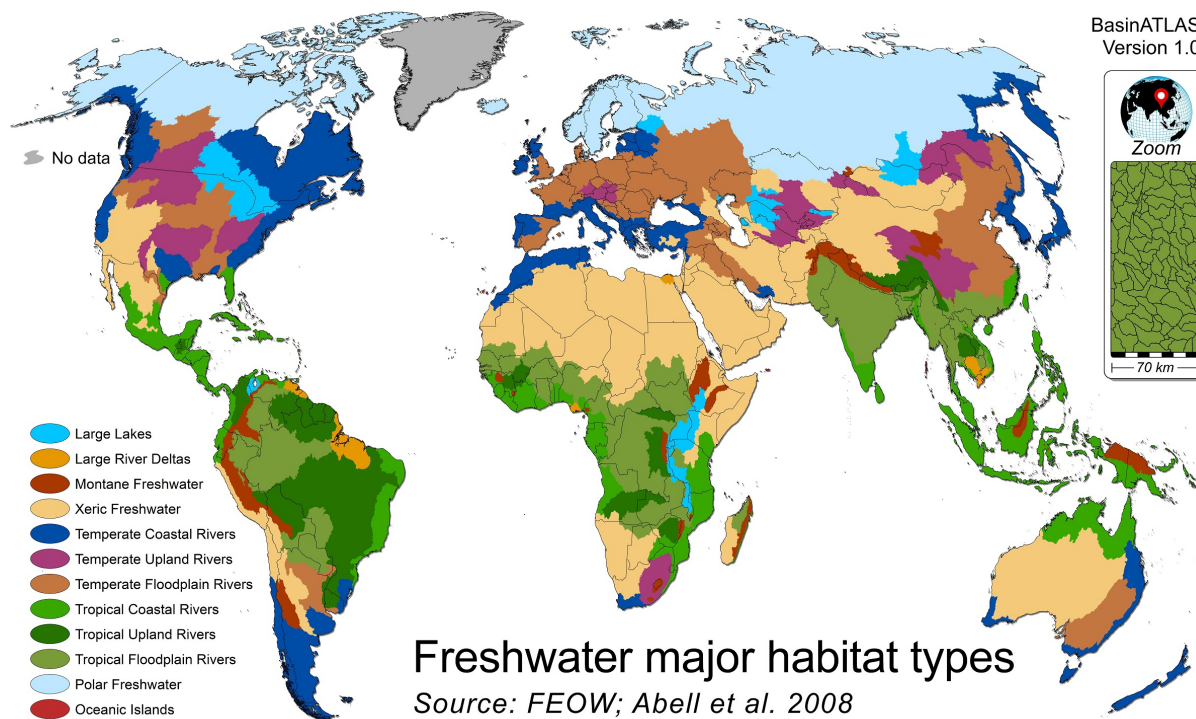 BasinATLAS
Version 1.0
Zoom
70 km
No data
Large Lakes
Large River Deltas
Montane Freshwater
Xeric Freshwater
Temperate Coastal Rivers
Temperate Upland Rivers
Temperate Floodplain Rivers
Tropical Coastal Rivers
Tropical Upland Rivers
Tropical Floodplain Rivers
Polar Freshwater
Oceanic Islands
Freshwater major habitat types
Source: FEOW; Abell et al. 2008